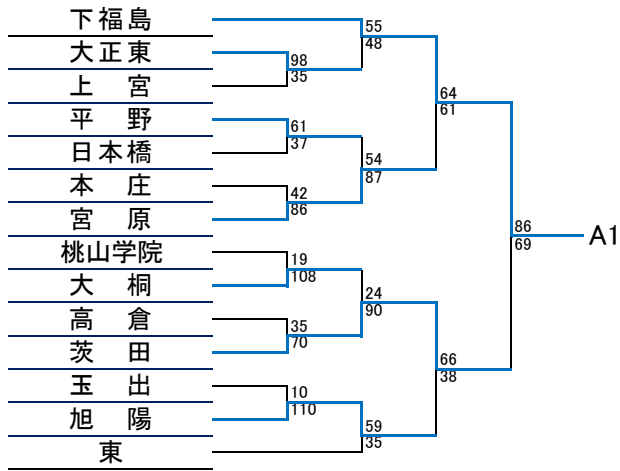 下福島
大正東
上　宮
平　野
日本橋
本　庄
宮　原
桃山学院
大　桐
高　倉
茨　田
玉　出
旭　陽
東
98
35
61
37
42
86
19
108
35
70
10
110
55
48
54
87
24
90
59
35
64
61
66
38
86
69
A1